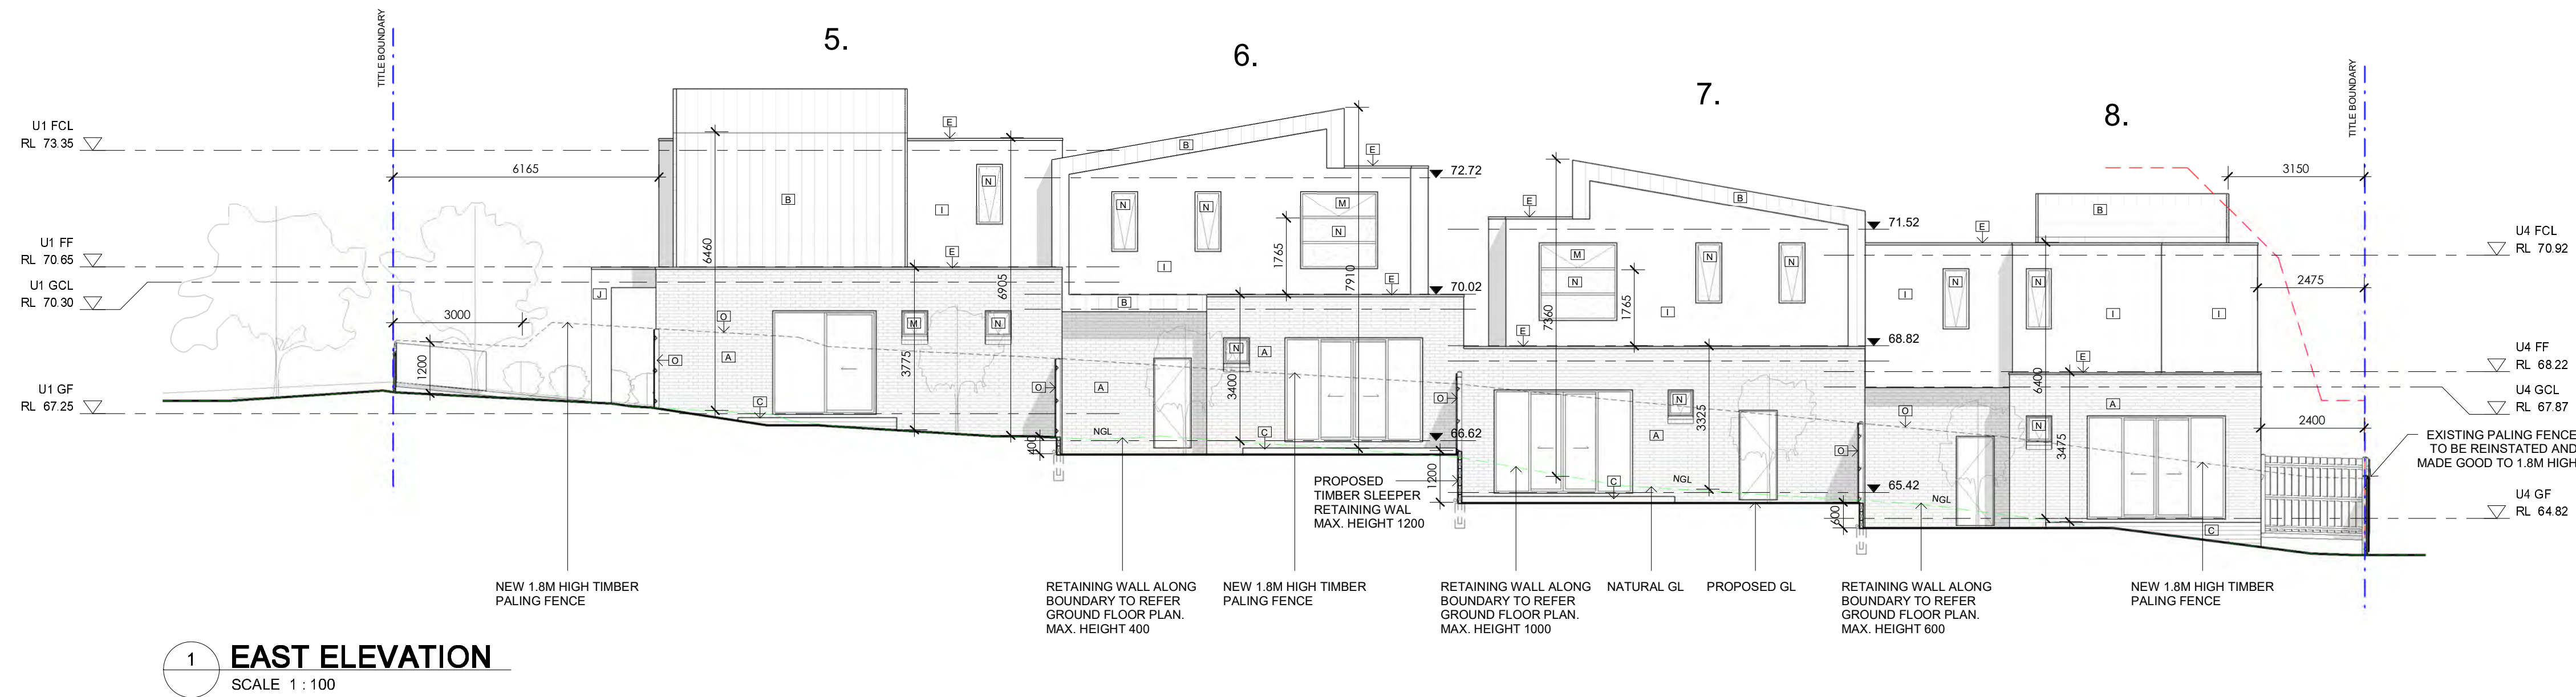 5.
6.
7.
8.
TITLE BOUNDARY
TITLE BOUNDARY
U1 FCL
RL 73.35
U1 FF
RL 70.65
U1 GCL
RL 70.30
U1 GF
RL 67.25
6165
3000
1200
J
O
B
6460
O
A
C
E
N
I
E
6905
M
N
3775
400
O
B
N
N
I
B
1765
M
N
E
7910
E
72.72
70.02
A
NGL
N
A
3400
C
66.62
O
1200
PROPOSED
TIMBER SLEEPER
RETAINING WAL
MAX. HEIGHT 1200
E
E
M
N
7360
1765
B
N
N
I
71.52
68.82
N
A
3325
C
NGL
65.42
600
O
E
I
N
N
B
I
I
6400
E
3150
2475
2400
O
NGL
N
A
3475
C
U4 FCL
RL 70.92
U4 FF
RL 68.22
U4 GCL
RL 67.87
EXISTING PALING FENCE
TO BE REINSTATED AND
MADE GOOD TO 1.8M HIGH
U4 GF
RL 64.82
NEW 1.8M HIGH TIMBER
PALING FENCE
RETAINING WALL ALONG
BOUNDARY TO REFER
GROUND FLOOR PLAN.
MAX. HEIGHT 400
NEW 1.8M HIGH TIMBER
PALING FENCE
RETAINING WALL ALONG
BOUNDARY TO REFER
GROUND FLOOR PLAN.
MAX. HEIGHT 1000
NATURAL GL
PROPOSED GL
RETAINING WALL ALONG
BOUNDARY TO REFER
GROUND FLOOR PLAN.
MAX. HEIGHT 600
NEW 1.8M HIGH TIMBER
PALING FENCE
1
EAST ELEVATION
SCALE 1 : 100